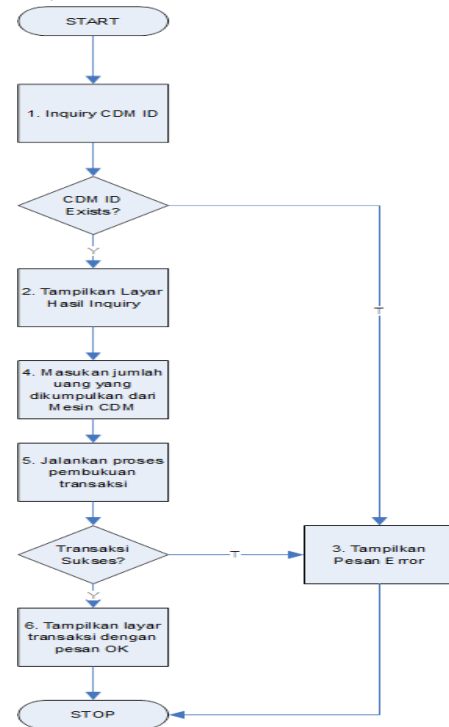 START
1. Inquiry CDM ID
CDM ID
Exists?
Y
T
2. Tampilkan Layar
Hasil Inquiry
4. Masukan jumlah
uang yang
dikumpulkan dari
Mesin CDM
5. Jalankan proses
pembukuan
transaksi
Transaksi
Sukses?
T
3. Tampilkan
Pesan Error
Y
6. Tampilkan layar
transaksi dengan
pesan OK
STOP